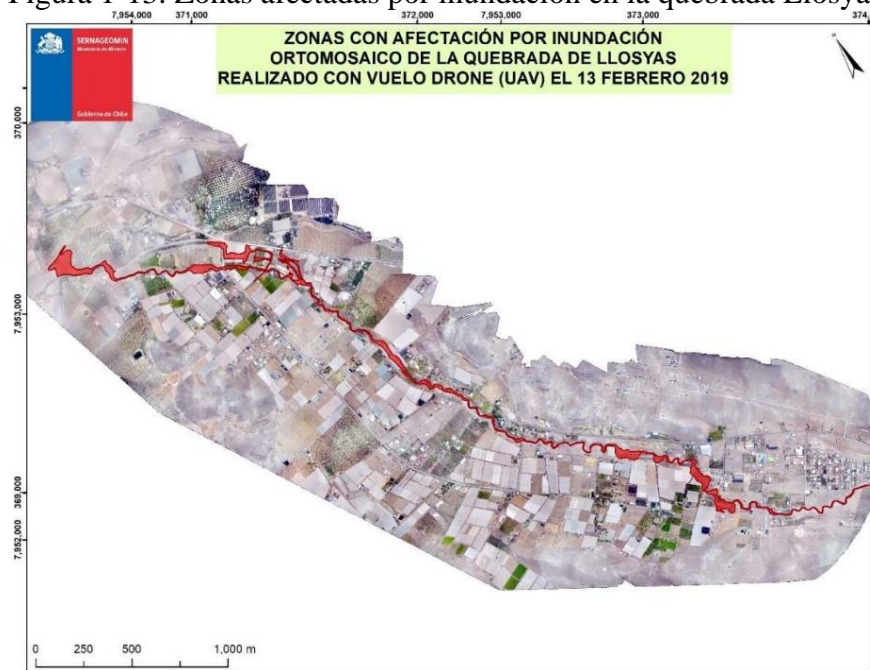 Figura 1-13. Zonas afectadas por inundación en la quebrada Llosya
7,954,000 371,000 372,000 7,953,000 373,000 374,
SERNAGEOMIN
Ministerio de Minería
Gobierno de Chile
ZONAS CON AFECTACIÓN POR INUNDACIÓN
ORTOMOSAICO DE LA QUEBRADA DE LLOSYAS
REALIZADO CON VUELO DRONE (UAV) EL 13 FEBRERO 2019
370,000
7,953,000
369,000
7,952,000
0 250 500 1,000 m